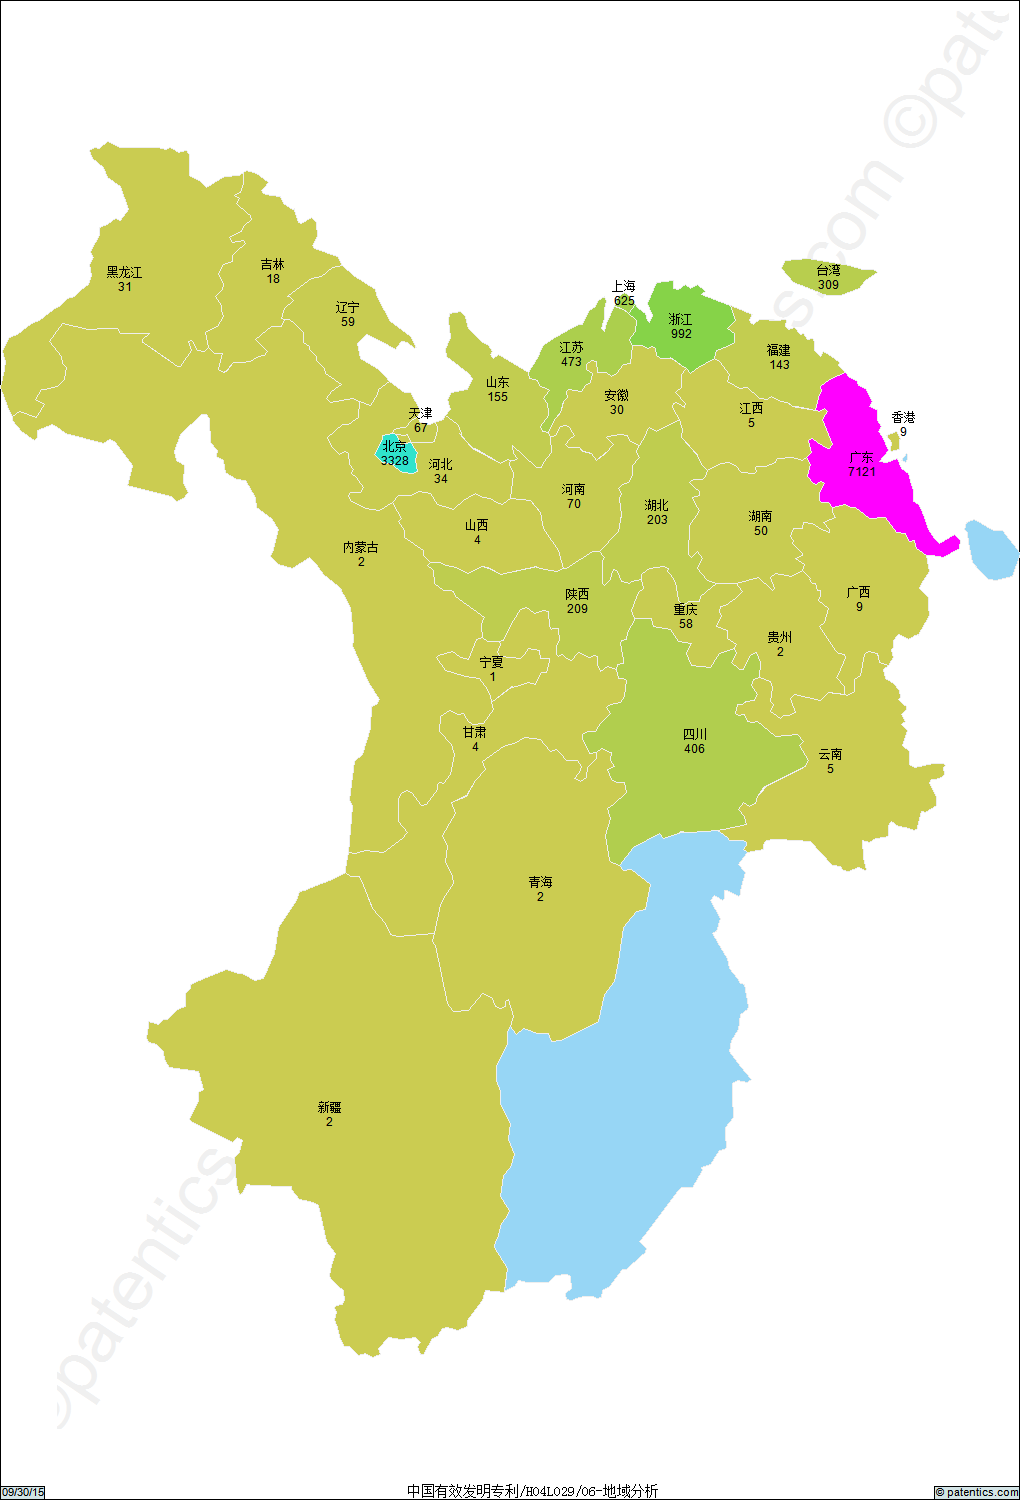 ©patentics.com ©pate
黑龙江
31
吉林
18
辽宁
59
台湾
309
上海
625
浙江
992
江苏
473
福建
143
山东
155
安徽
30
江西
5
天津
67
香港
9
北京
3328
河北
34
广东
7121
河南
70
湖北
203
湖南
50
山西
4
内蒙古
2
陕西
209
重庆
58
广西
9
贵州
2
宁夏
1
甘肃
4
四川
406
云南
5
青海
2
新疆
2
©patentics
09/30/15
中国有效发明专利/H04L029/06-地域分析
© patentics.com